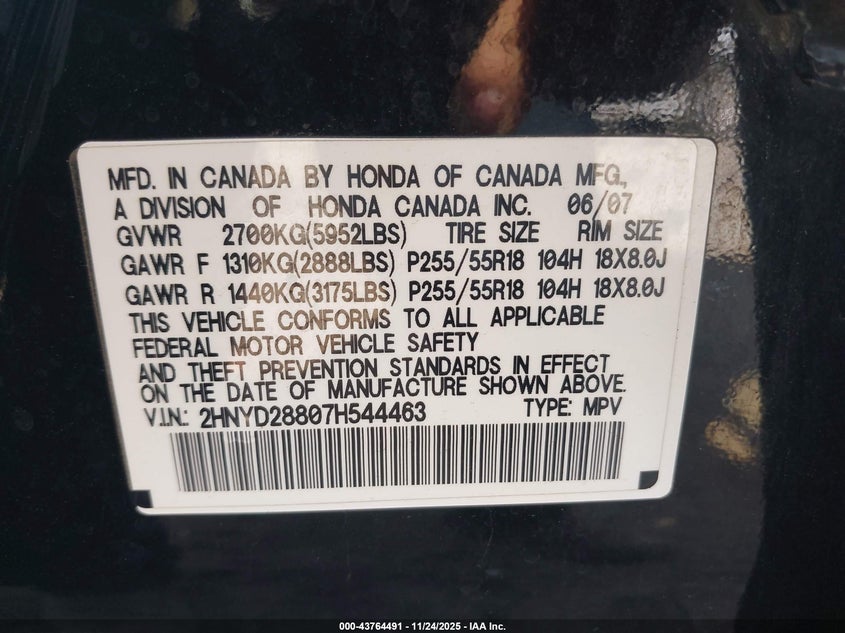 MFD. IN CANADA BY HONDA OF CANADA MFG.,
A DIVISION OF HONDA CANADA INC. 06/07
GVWR 2700KG(5952LBS) TIRE SIZE RIM SIZE
GAWR F 1310KG(2888LBS) P255/55R18 104H 18X8.0J
GAWR R 1440KG(3175LBS) P255/55R18 104H 18X8.0J
THIS VEHICLE CONFORMS TO ALL APPLICABLE
FEDERAL MOTOR VEHICLE SAFETY
AND THEFT PREVENTION STANDARDS IN EFFECT
ON THE DATE OF MANUFACTURE SHOWN ABOVE.
V.I.N.: 2HNYD28807H544463 TYPE: MPV
000-43764491 - 11/24/2025 - IAA Inc.